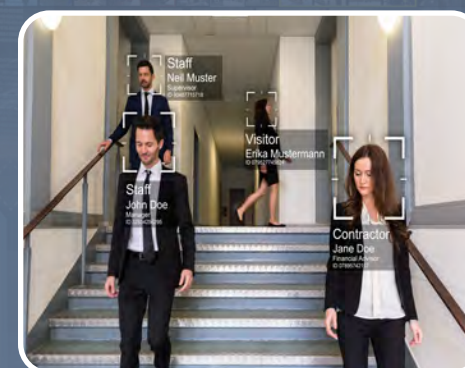 Staff
Neil Muster
Supervisor
Visitor
Erika Mustermann
Staff
John Doe
Manager
Contractor
Jane Doe
Financial Advisor